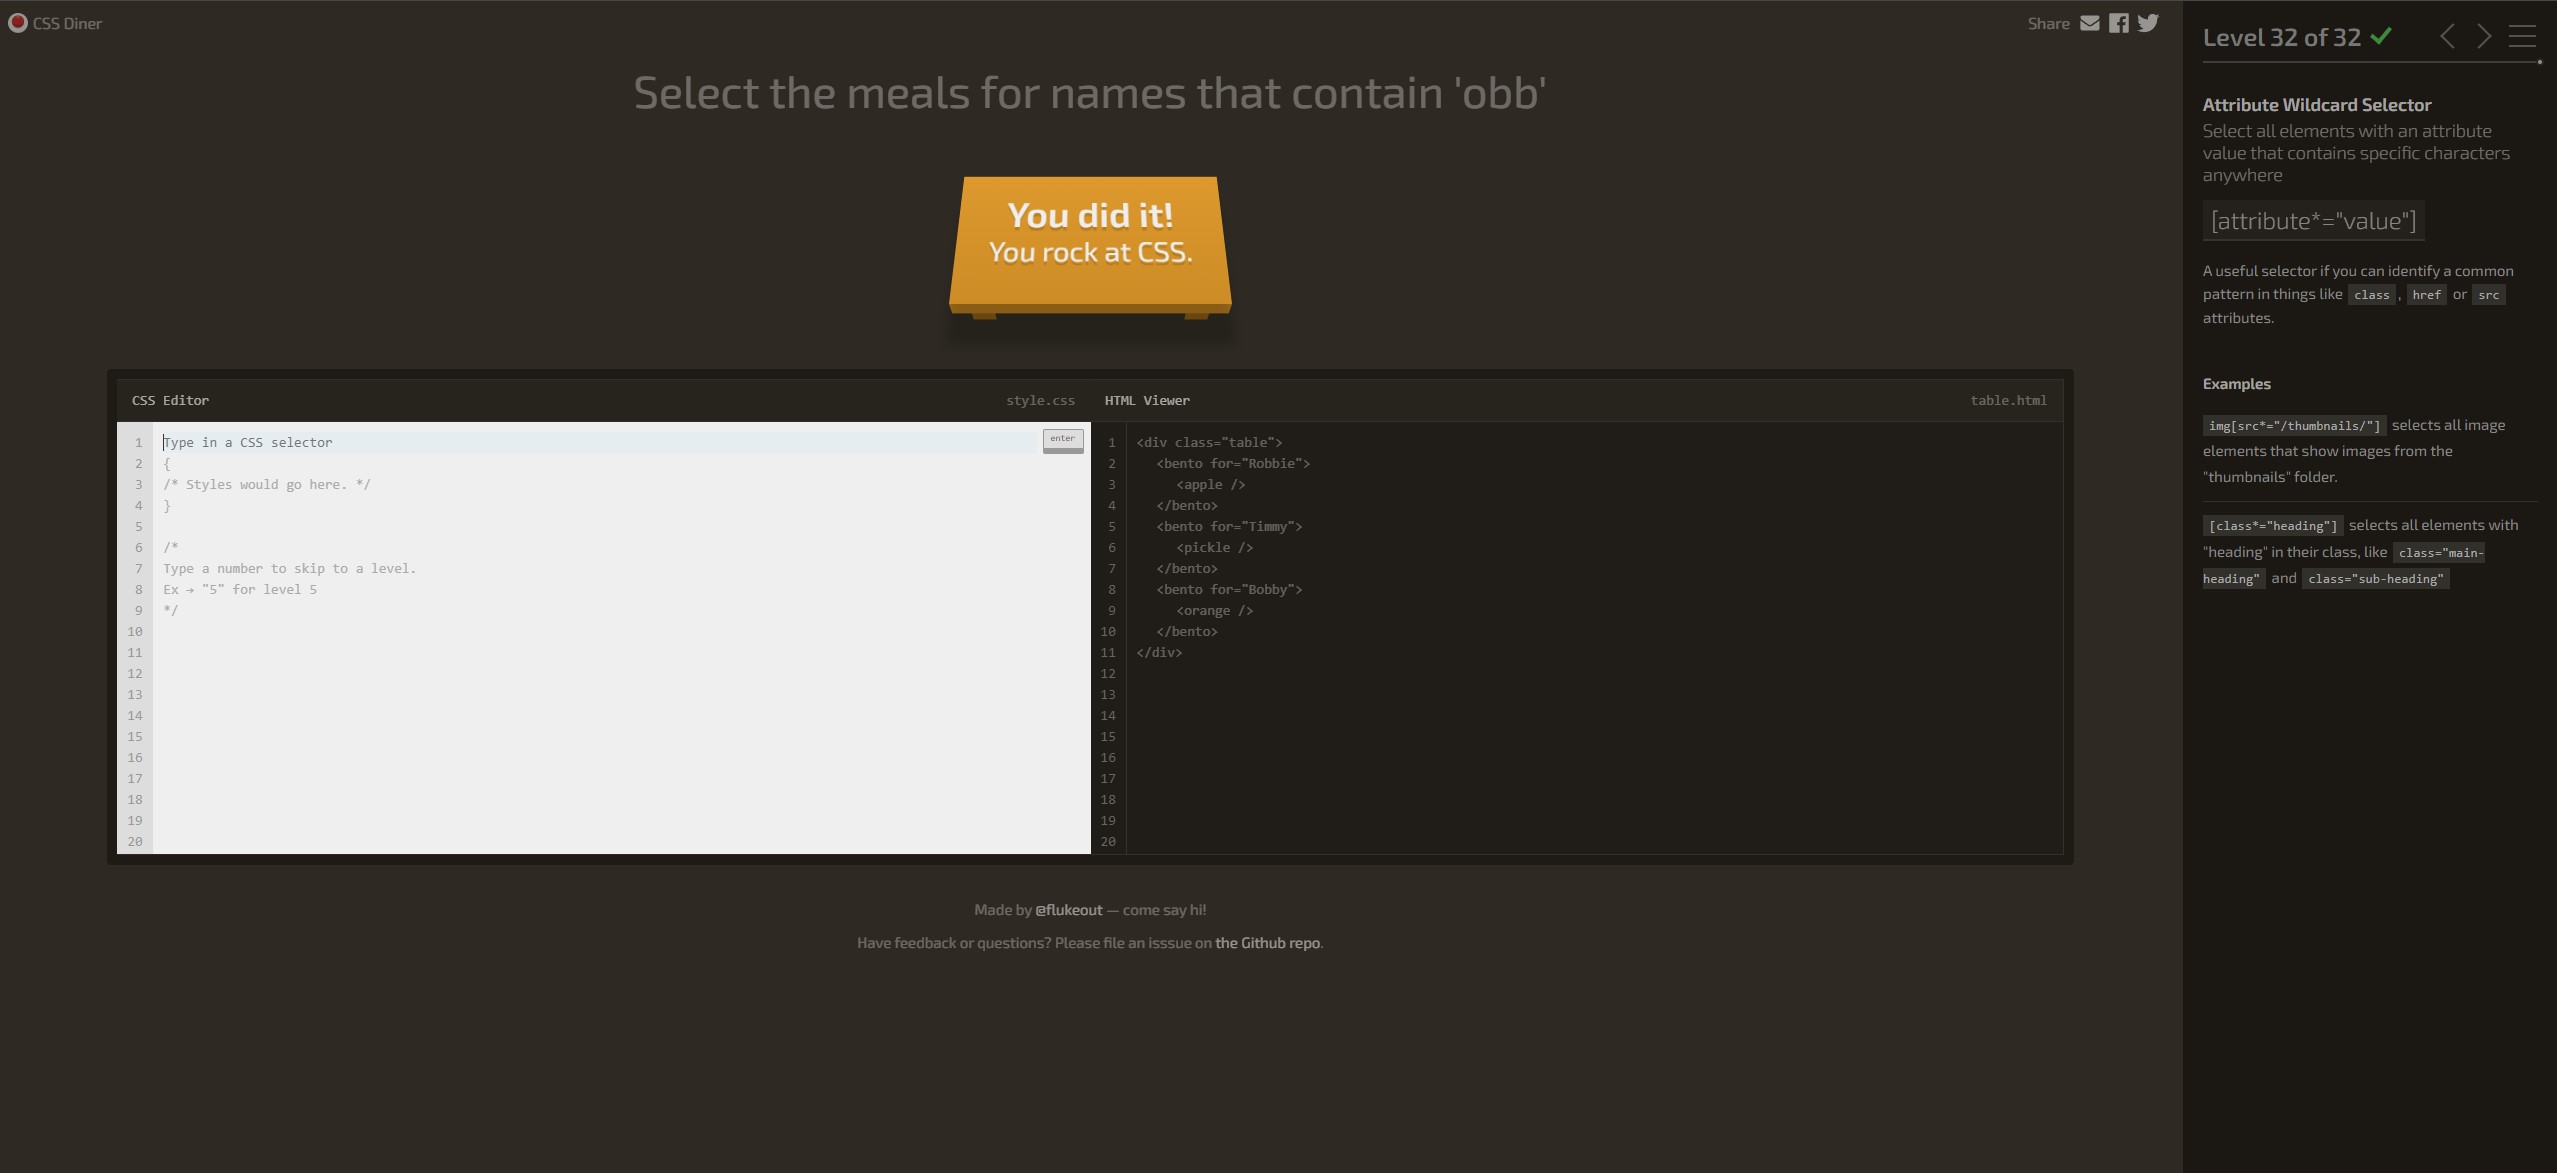 CSS Diner
Share
Select the meals for names that contain 'obb'
You did it!
You rock at CSS.
CSS Editor
style.css
1 Type in a CSS selector
enter
2 {
3 /* Styles would go here. */
4 }
5
6 /*
7 Type a number to skip to a level.
8 Ex → "5" for level 5
9 */
10
11
12
13
14
15
16
17
18
19
20
HTML Viewer
table.html
1 <div class="table">
2 <bento for="Robbie">
3 <apple />
4 </bento>
5 <bento for="Timmy">
6 <pickle />
7 </bento>
8 <bento for="Bobby">
9 <orange />
10 </bento>
11 </div>
12
13
14
15
16
17
18
19
20
Made by @flukeout — come say hi!
Have feedback or questions? Please file an isssue on the Github repo.
Level 32 of 32
Attribute Wildcard Selector
Select all elements with an attribute
value that contains specific characters
anywhere
[attribute*="value"]
A useful selector if you can identify a common
pattern in things like class, href or src
attributes.
Examples
img[src*="/thumbnails/"] selects all image
elements that show images from the
"thumbnails" folder.
[class*="heading"] selects all elements with
"heading" in their class, like class="main-
heading" and class="sub-heading"